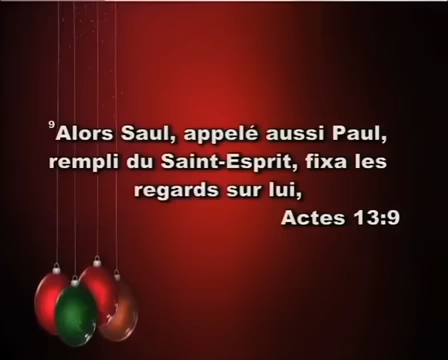 9Alors Saul, appelé aussi Paul,
rempli du Saint-Esprit, fixa les
regards sur lui,
Actes 13:9